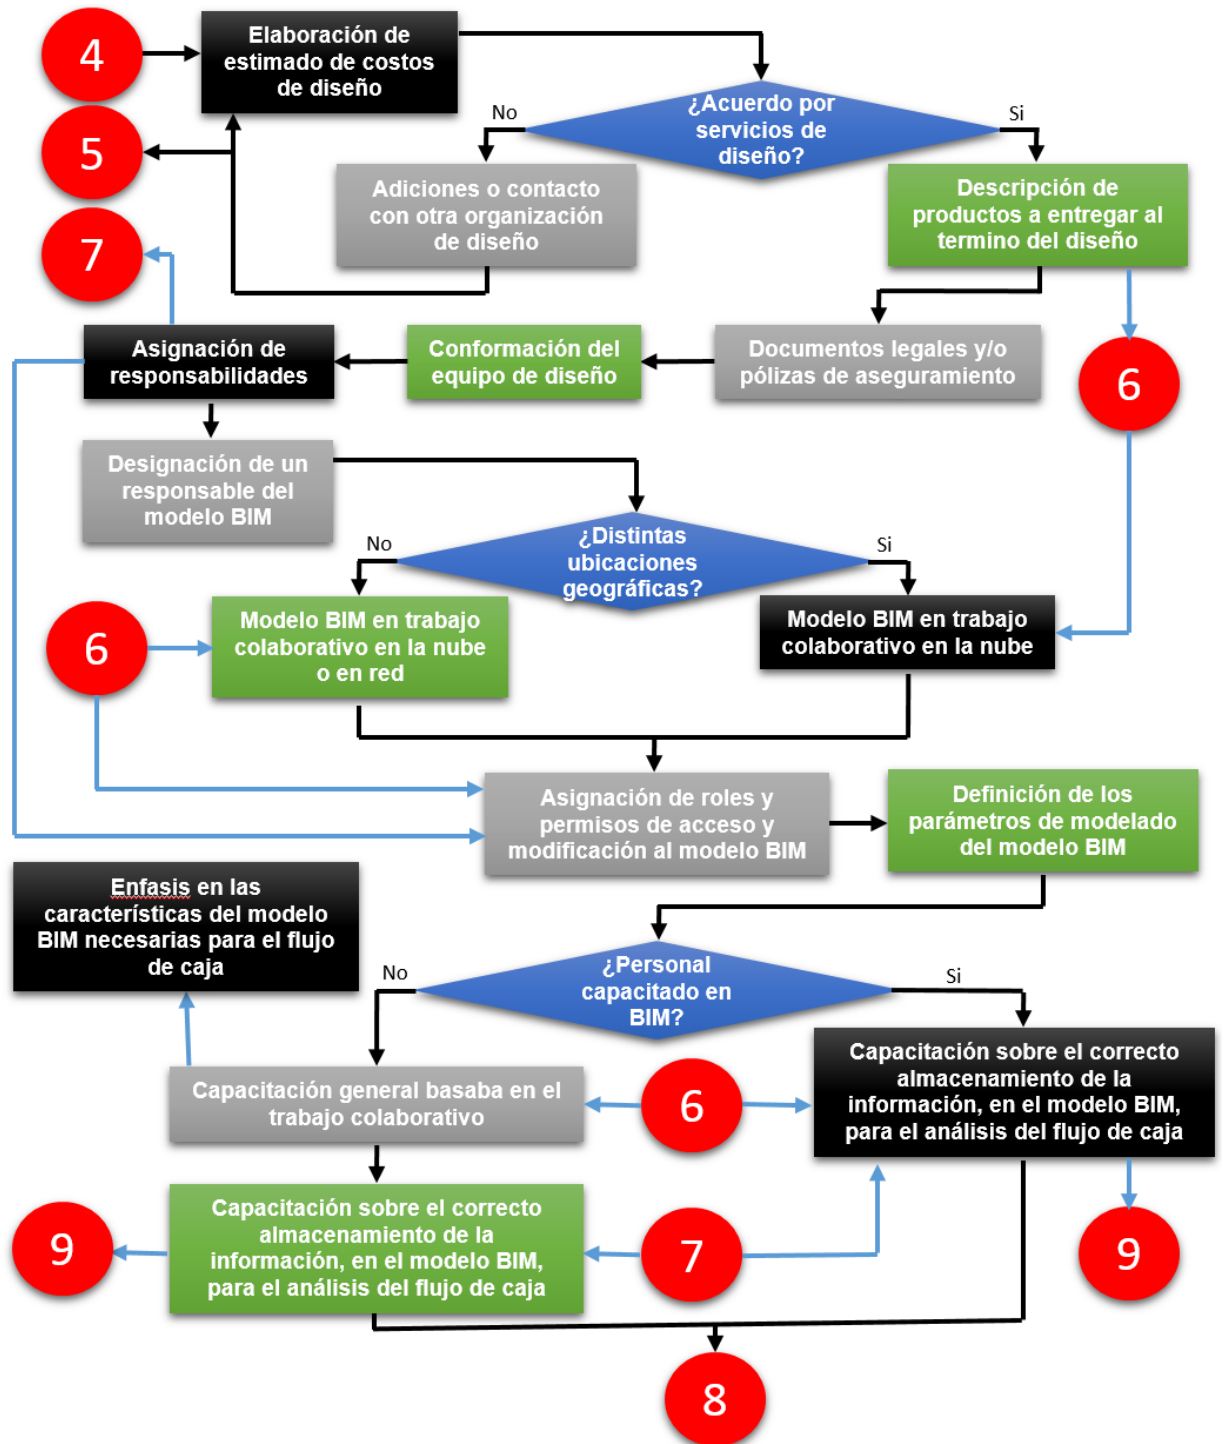 4
Elaboración de
estimado de costos
de diseño
5
No
¿Acuerdo por
servicios de
diseño?
Si
7
Adiciones o contacto
con otra organización
de diseño
Descripción de
productos a entregar al
termino del diseño
Asignación de
responsabilidades
Conformación del
equipo de diseño
Documentos legales y/o
pólizas de aseguramiento
6
Designación de un
responsable del
modelo BIM
No
¿Distintas
ubicaciones
geográficas?
Si
6
Modelo BIM en trabajo
colaborativo en la nube
o en red
Modelo BIM en trabajo
colaborativo en la nube
Asignación de roles y
permisos de acceso y
modificación al modelo BIM
Definición de los
parámetros de modelado
del modelo BIM
Enfasis en las
características del modelo
BIM necesarias para el flujo
de caja
No
¿Personal
capacitado en
BIM?
Si
Capacitación general basaba en el
trabajo colaborativo
6
Capacitación sobre el correcto
almacenamiento de la
información, en el modelo BIM,
para el análisis del flujo de caja
9
Capacitación sobre el correcto
almacenamiento de la
información, en el modelo BIM,
para el análisis del flujo de caja
7
9
8